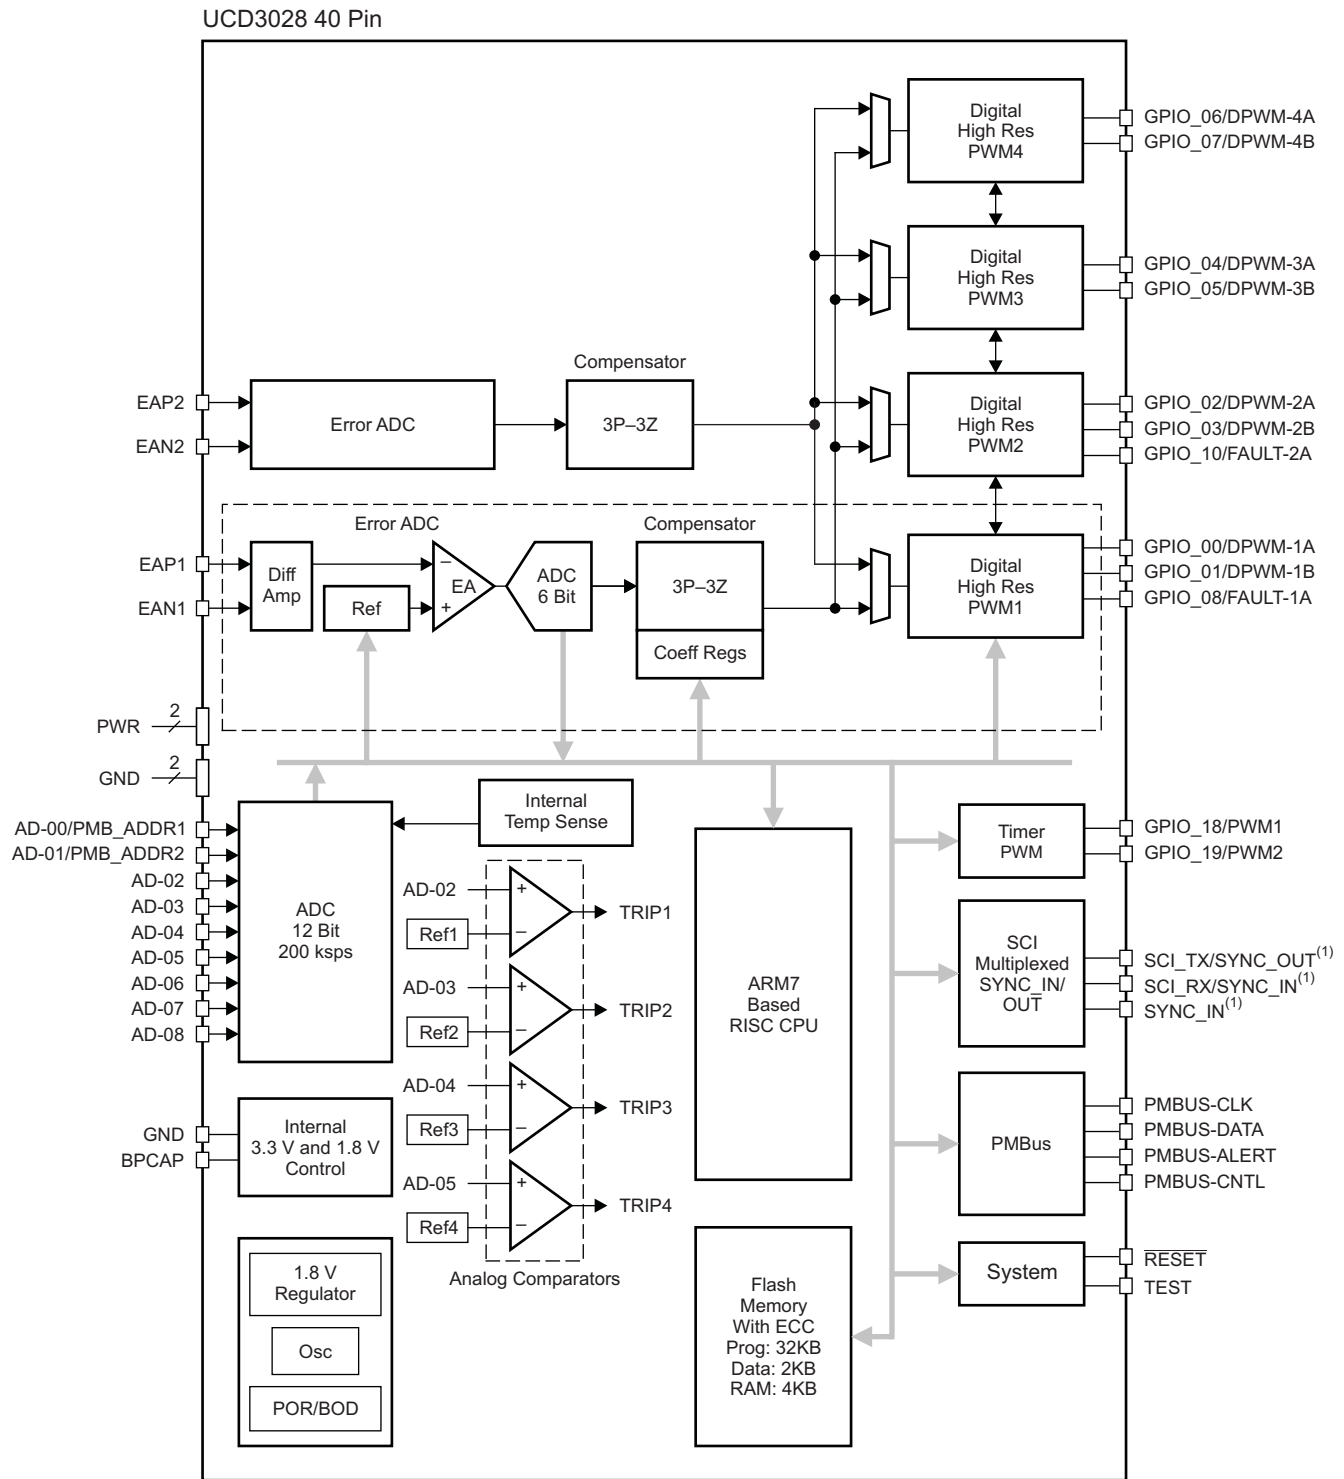 UCD3028 40 Pin
Digital
High Res
PWM4
GPIO_06/DPWM-4A
GPIO_07/DPWM-4B
Digital
High Res
PWM3
GPIO_04/DPWM-3A
GPIO_05/DPWM-3B
EAP2
EAN2
Error ADC
Compensator
3P–3Z
Digital
High Res
PWM2
GPIO_02/DPWM-2A
GPIO_03/DPWM-2B
GPIO_10/FAULT-2A
EAP1
EAN1
Error ADC
Diff
Amp
Ref
–
EA
+
ADC
6 Bit
Compensator
3P–3Z
Coeff Regs
Digital
High Res
PWM1
GPIO_00/DPWM-1A
GPIO_01/DPWM-1B
GPIO_08/FAULT-1A
PWR
2
GND
2
AD-00/PMB_ADDR1
AD-01/PMB_ADDR2
AD-02
AD-03
AD-04
AD-05
AD-06
AD-07
AD-08
ADC
12 Bit
200 ksps
Internal
Temp Sense
AD-02
+
Ref1
–
TRIP1
AD-03
+
Ref2
–
TRIP2
AD-04
+
Ref3
–
TRIP3
AD-05
+
Ref4
–
TRIP4
Analog Comparators
GND
BPCAP
Internal
3.3 V and 1.8 V
Control
1.8 V
Regulator
Osc
POR/BOD
ARM7
Based
RISC CPU
Flash
Memory
With ECC
Prog: 32KB
Data: 2KB
RAM: 4KB
Timer
PWM
GPIO_18/PWM1
GPIO_19/PWM2
SCI
Multiplexed
SYNC_IN/
OUT
SCI_TX/SYNC_OUT(1)
SCI_RX/SYNC_IN(1)
SYNC_IN(1)
PMBus
PMBUS-CLK
PMBUS-DATA
PMBUS-ALERT
PMBUS-CNTL
System
RESET
TEST